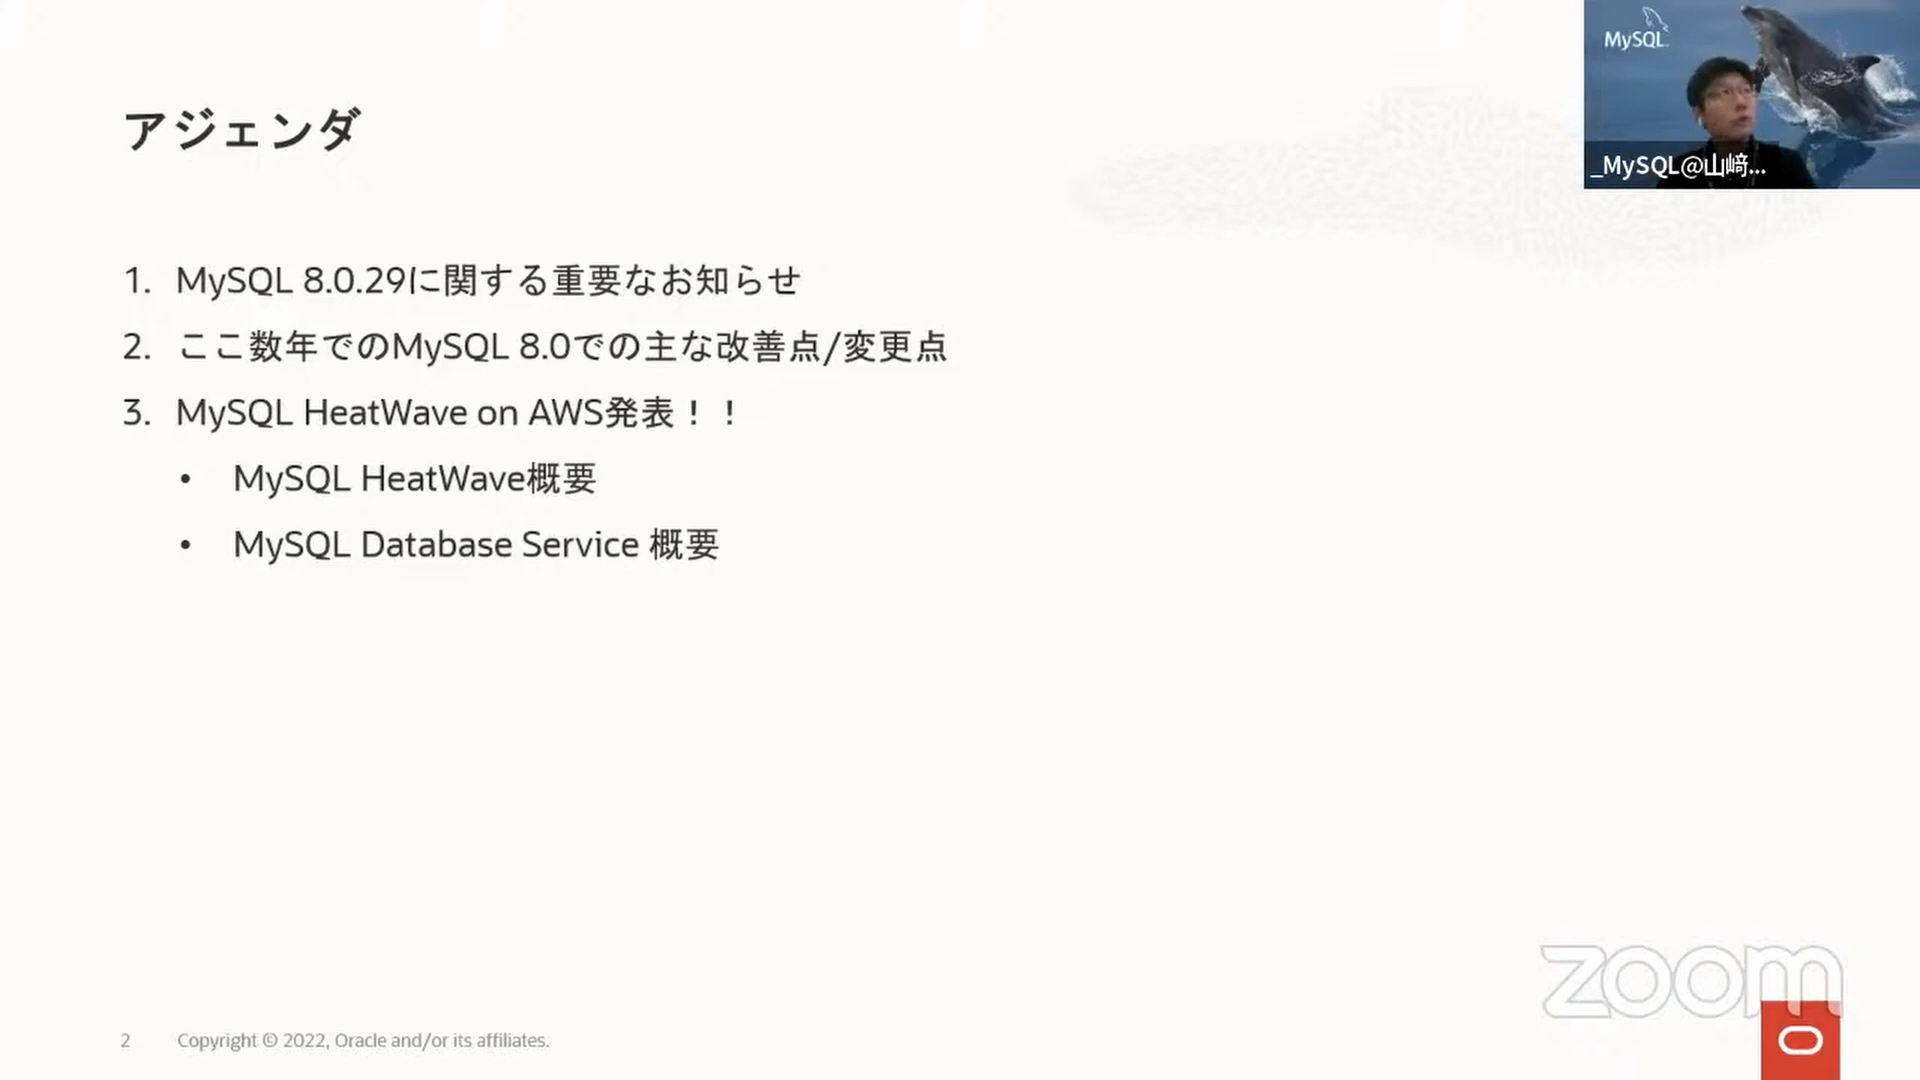 アジェンダ
MySQL
_MySQL@山﨑...
1. MySQL 8.0.29に関する重要なお知らせ
2. ここ数年でのMySQL 8.0での主な改善点/変更点
3. MySQL HeatWave on AWS発表！！
• MySQL HeatWave概要
• MySQL Database Service 概要
zoom
2 Copyright © 2022, Oracle and/or its affiliates.